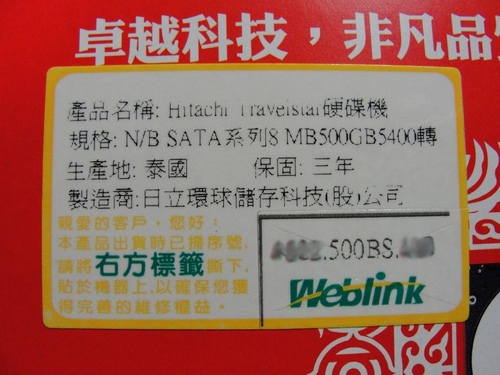 卓越科技，非凡品
產品名稱: Hitachi Travelstar硬碟機
規格: N/B SATA系列8 MB500GB5400轉
生產地: 泰國 保固: 三年
製造商:日立環球儲存科技(股)公司
親愛的客戶，您好：
本產品出貨時已掃序號，
請將右方標籤撕下，
貼於機器上，以確保您獲
得完善的維修權益。
.500BS.
Weblink